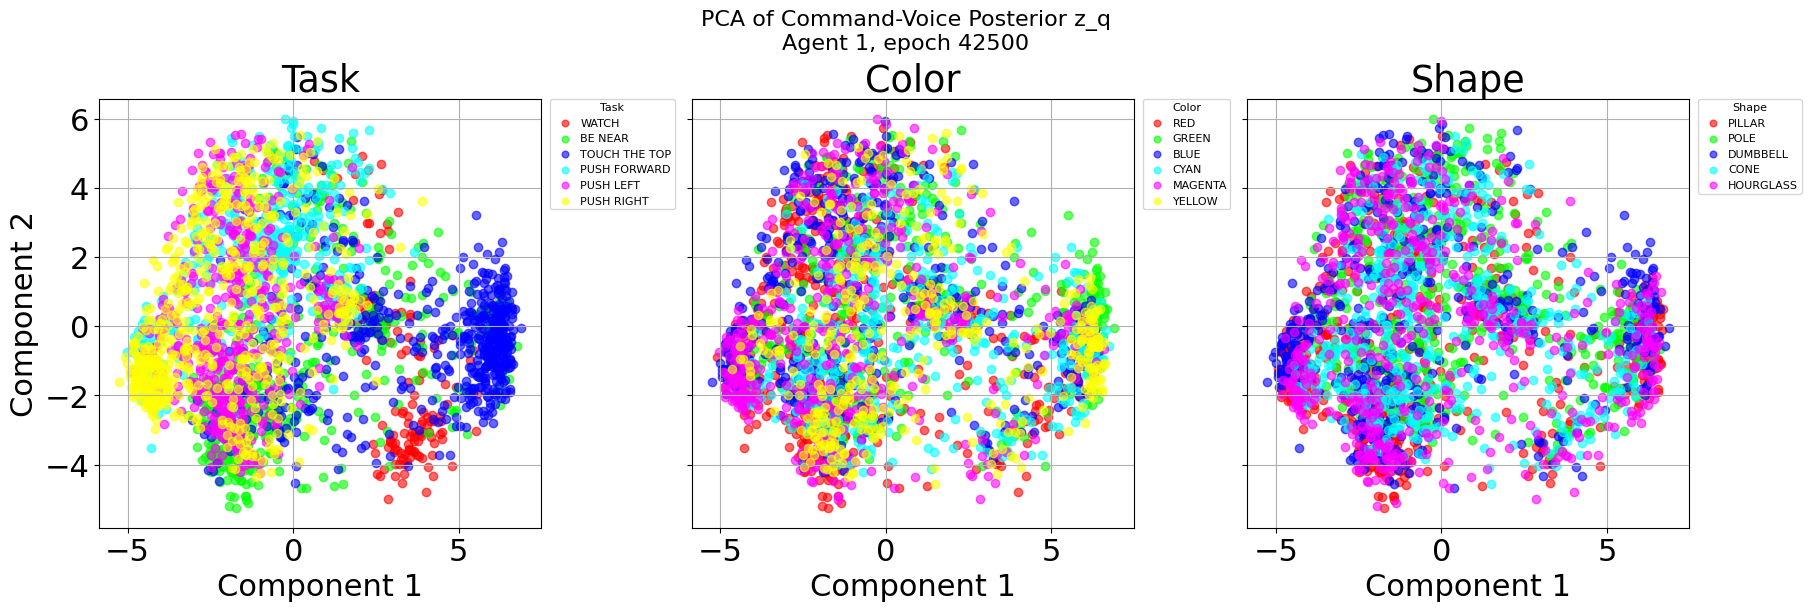 PCA of Command-Voice Posterior z_q
Agent 1, epoch 42500
Task
Color
Shape
Component 2
6
4
2
0
−2
−4
−5
0
5
Component 1
Task
WATCH
BE NEAR
TOUCH THE TOP
PUSH FORWARD
PUSH LEFT
PUSH RIGHT
−5
0
5
Component 1
Color
RED
GREEN
BLUE
CYAN
MAGENTA
YELLOW
−5
0
5
Component 1
Shape
PILLAR
POLE
DUMBBELL
CONE
HOURGLASS